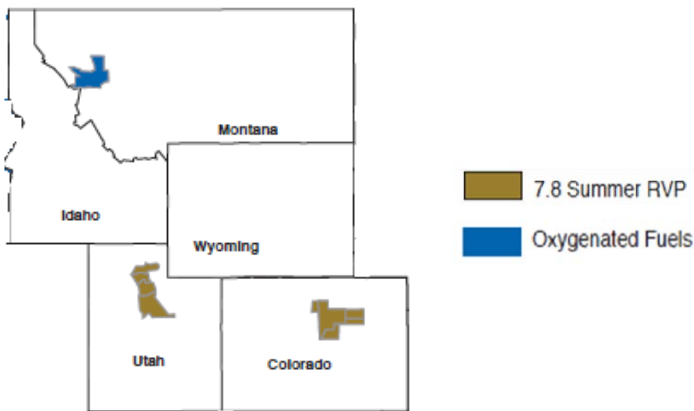 Montana
7.8 Summer RVP
Idaho
Oxygenated Fuels
Wyoming
Utah
Colorado